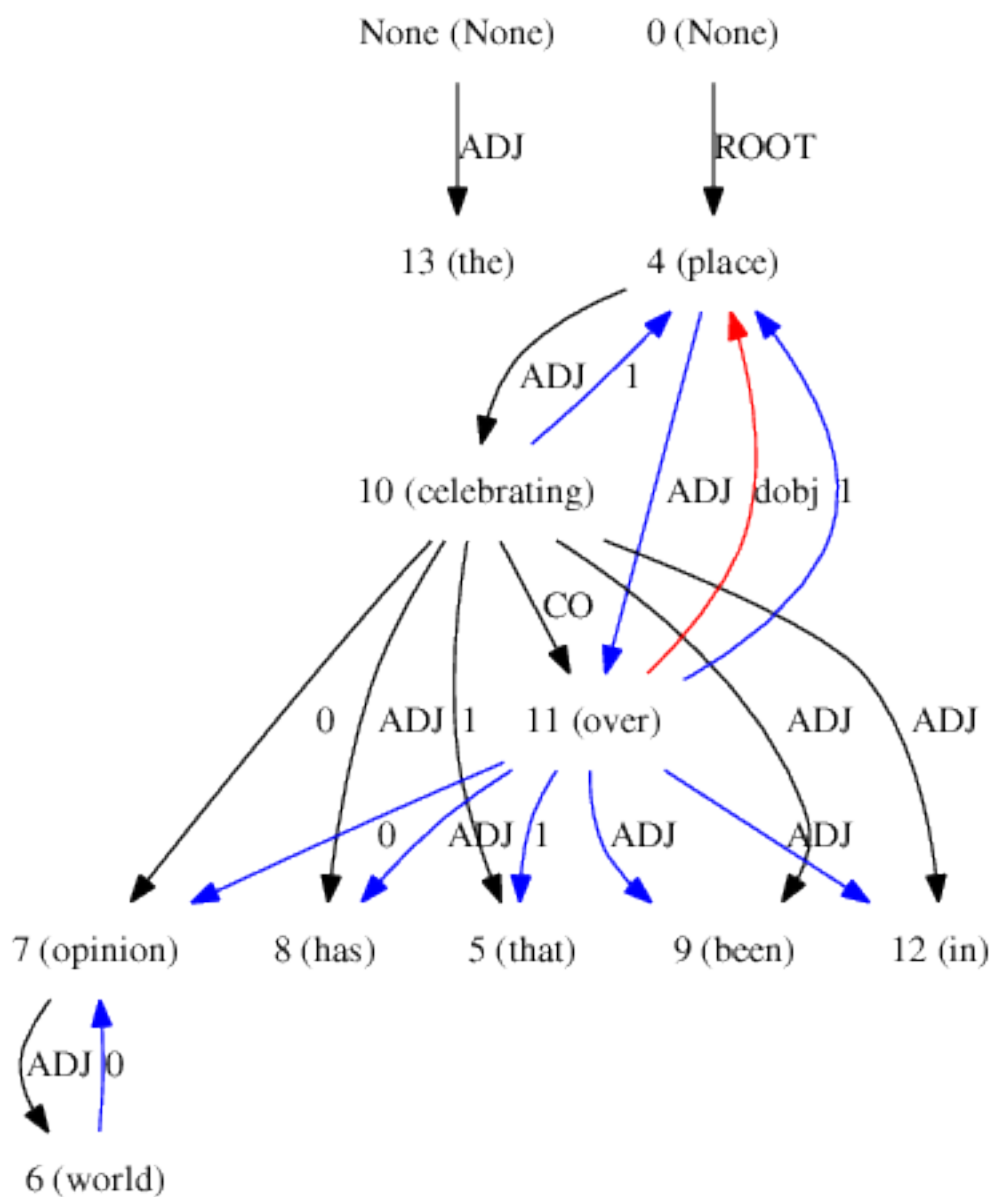 None (None) 0 (None)
ADJ ROOT
13 (the) 4 (place)
ADJ 1
10 (celebrating) ADJ dobj 1
CO
0 ADJ 1 11 (over) ADJ ADJ
0 ADJ 1 ADJ ADJ
7 (opinion) 8 (has) 5 (that) 9 (been) 12 (in)
ADJ 0
6 (world)